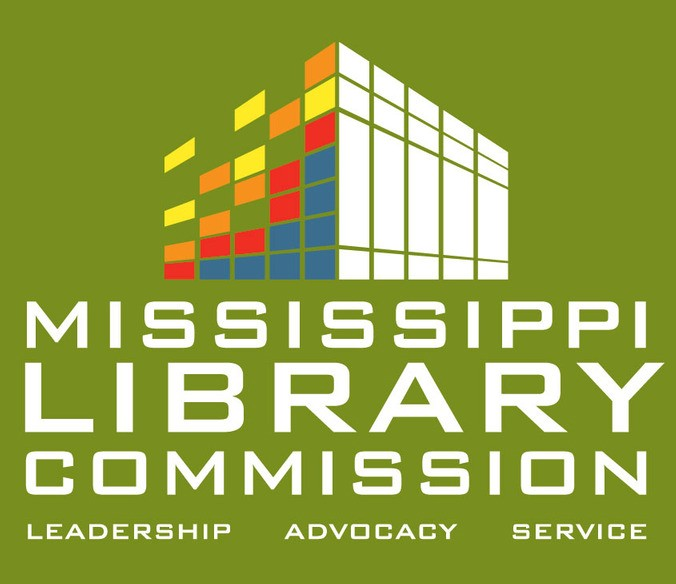 MISSISSIPPI
LIBRARY
COMMISSION
LEADERSHIP ADVOCACY SERVICE